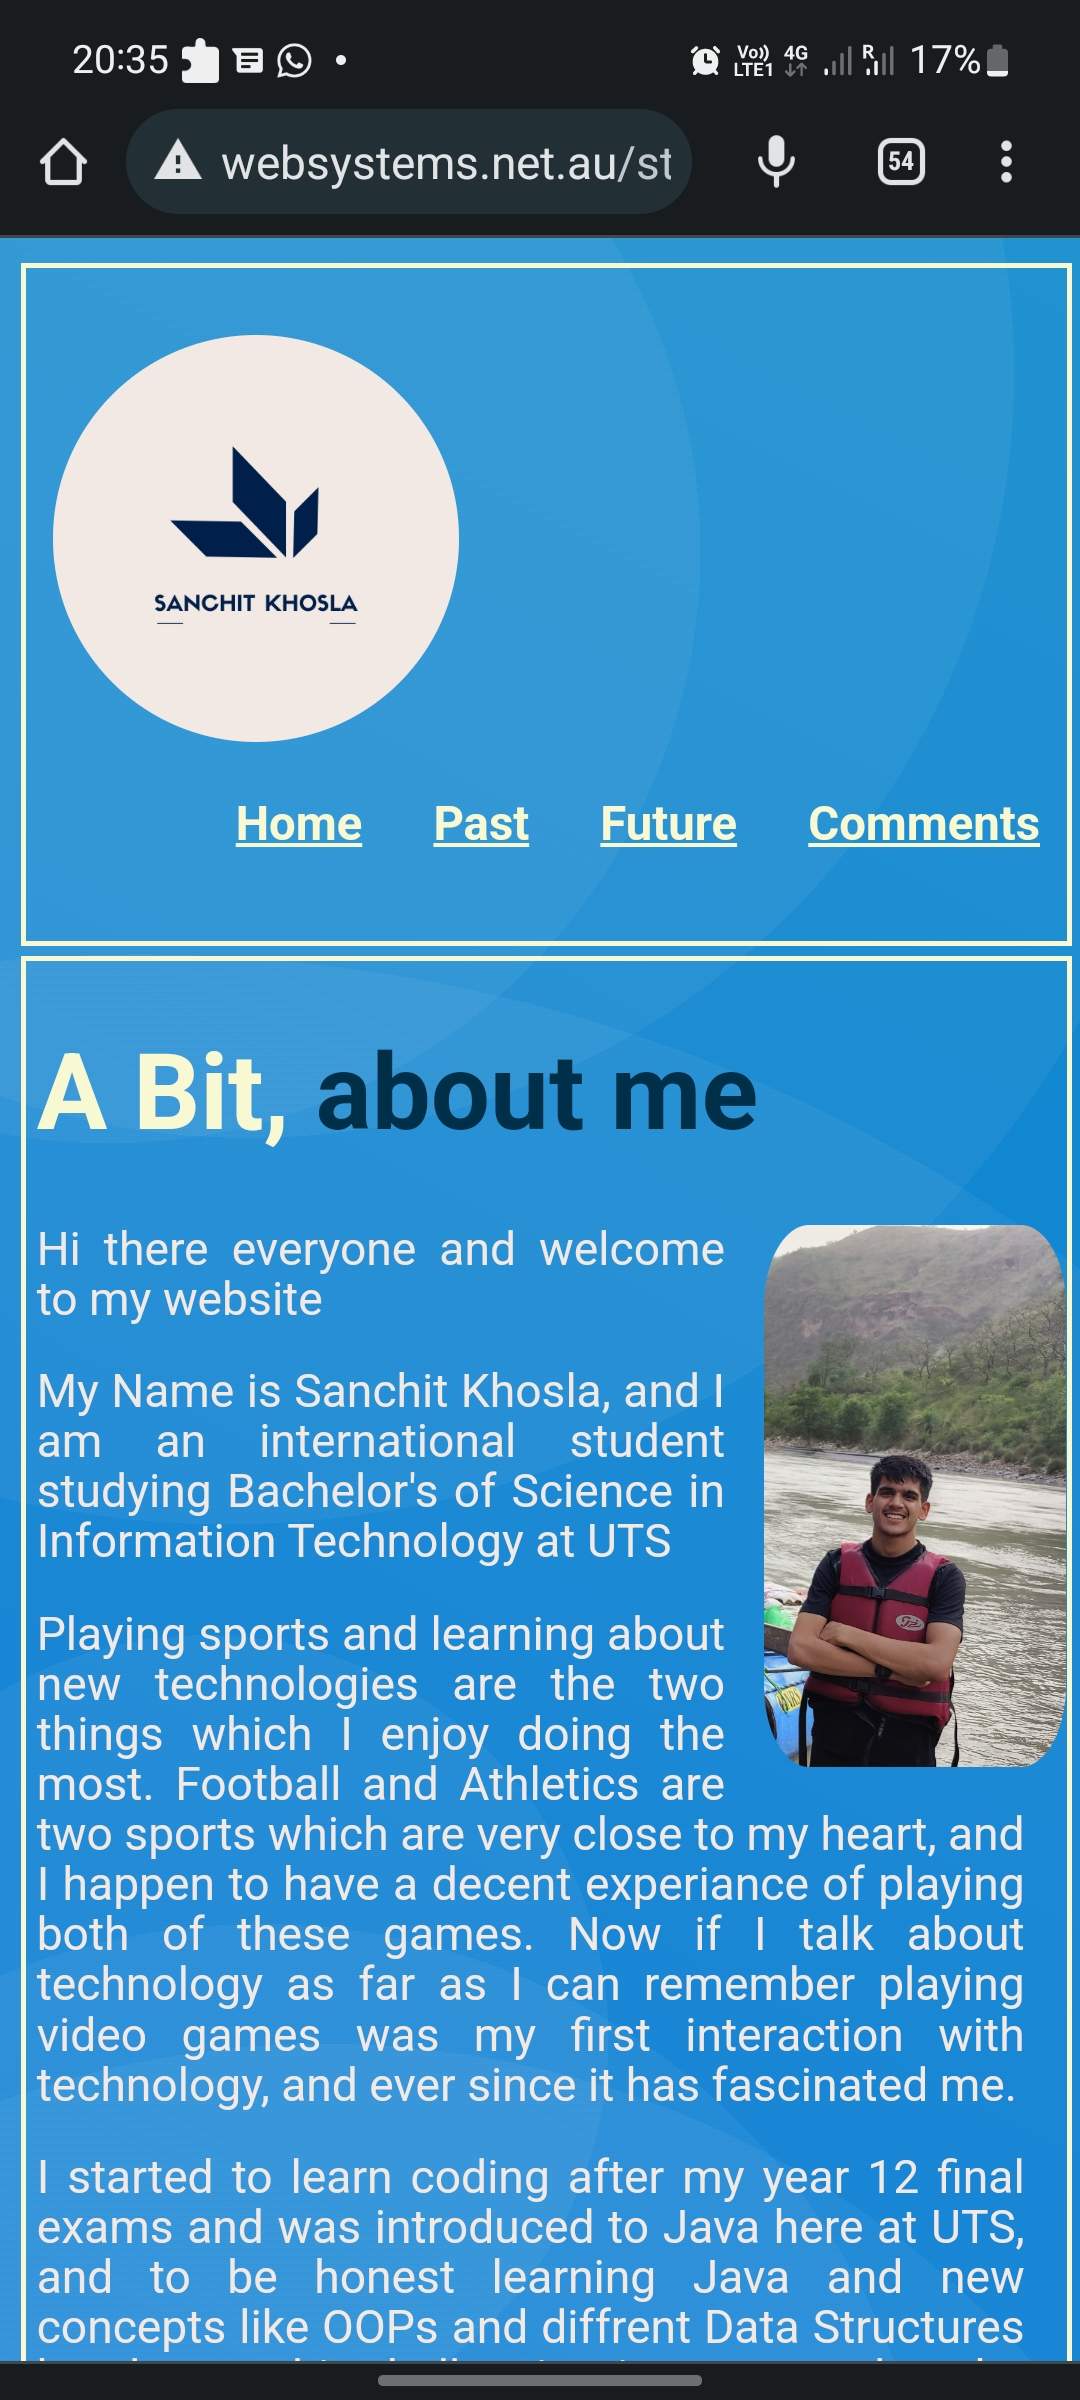 20:35
Vo)) LTE1 4G R 17%
websystems.net.au/st
54
SANCHIT KHOSLA
Home Past Future Comments
A Bit, about me
Hi there everyone and welcome
to my website
My Name is Sanchit Khosla, and I
am an international student
studying Bachelor's of Science in
Information Technology at UTS
Playing sports and learning about
new technologies are the two
things which I enjoy doing the
most. Football and Athletics are
two sports which are very close to my heart, and
I happen to have a decent experiance of playing
both of these games. Now if I talk about
technology as far as I can remember playing
video games was my first interaction with
technology, and ever since it has fascinated me.
I started to learn coding after my year 12 final
exams and was introduced to Java here at UTS,
and to be honest learning Java and new
concepts like OOPs and diffrent Data Structures